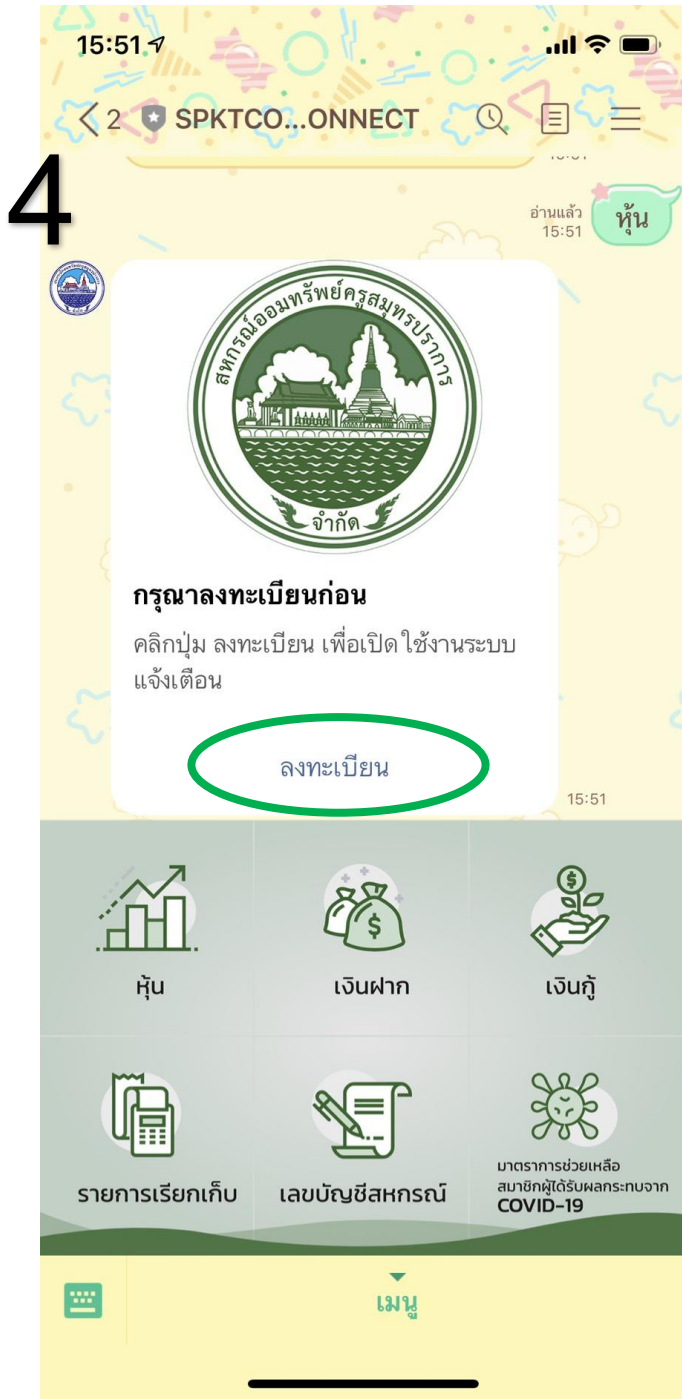 15:51
2 SPKTCO...ONNECT
4
อ่านแล้ว
15:51
หุ้น
สหกรณ์ออมทรัพย์ครูสมุทรปราการ
จำกัด
กรุณาลงทะเบียนก่อน
คลิกปุ่ม ลงทะเบียน เพื่อเปิดใช้งานระบบ
แจ้งเตือน
ลงทะเบียน
15:51
หุ้น
เงินฝาก
เงินกู้
รายการเรียกเก็บ
เลขบัญชีสหกรณ์
มาตราการช่วยเหลือ
สมาชิกผู้ได้รับผลกระทบจาก
COVID-19
เมนู